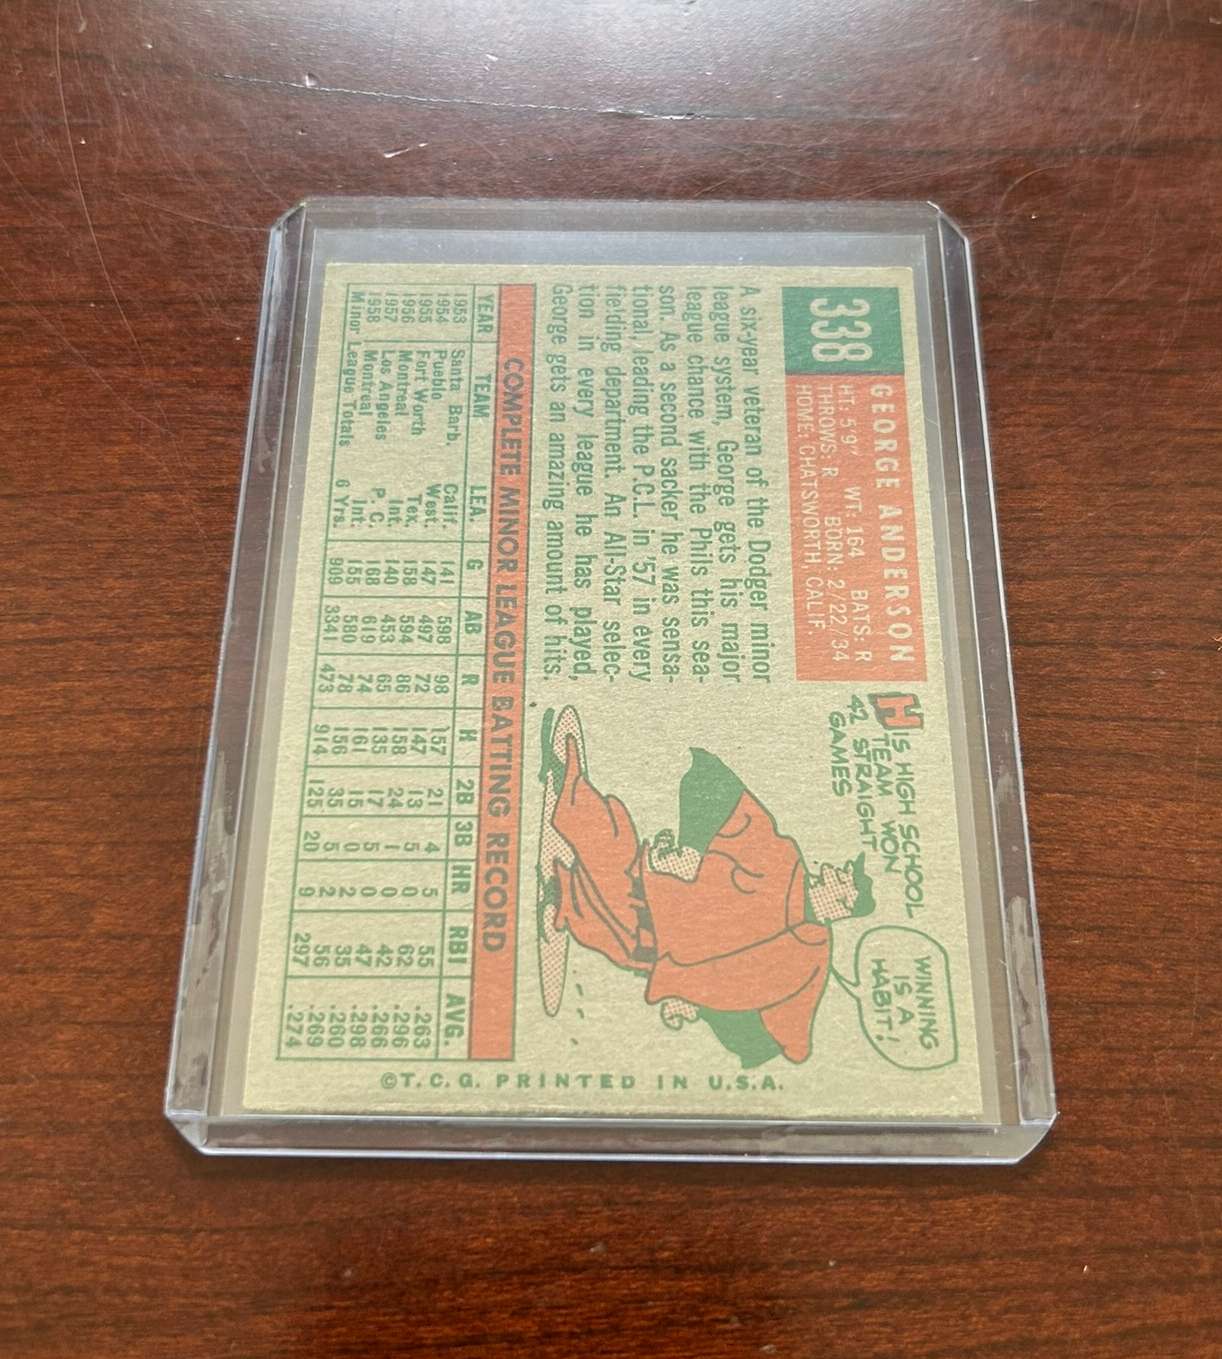 338
GEORGE ANDERSON
HT: 5'9" WT: 164 BATS: R
THROWS: R BORN: 2/22/34
HOME: CHATSWORTH, CALIF.
A six-year veteran of the Dodger minor
league system, George gets his major
league chance with the Phils this sea-
son. As a second sacker he was sensa-
tional, leading the P.C.L. in '57 in every
fielding department. An All-Star selec-
tion in every league he has played,
George gets an amazing amount of hits.
HIS HIGH SCHOOL
TEAM WON
42 STRAIGHT
GAMES
WINNING
IS A
HABIT!
COMPLETE MINOR LEAGUE BATTING RECORD
YEAR TEAM LEA. G AB R H 2B 3B HR RBI AVG.
1953 Santa Barb. Calif. 141 598 98 157 21 4 5 55 .263
1954 Pueblo West. 147 497 72 147 13 5 0 62 .296
1955 Fort Worth Tex. 158 594 86 158 24 1 0 42 .266
1956 Montreal Int. 140 453 65 135 17 5 0 47 .298
1957 Los Angeles P. C. 168 619 74 161 15 0 2 35 .260
1958 Montreal Int. 155 580 78 156 35 5 2 56 .269
Minor League Totals 6 Yrs. 909 3341 473 914 125 20 9 297 .274
©T. C. G. PRINTED IN U.S.A.